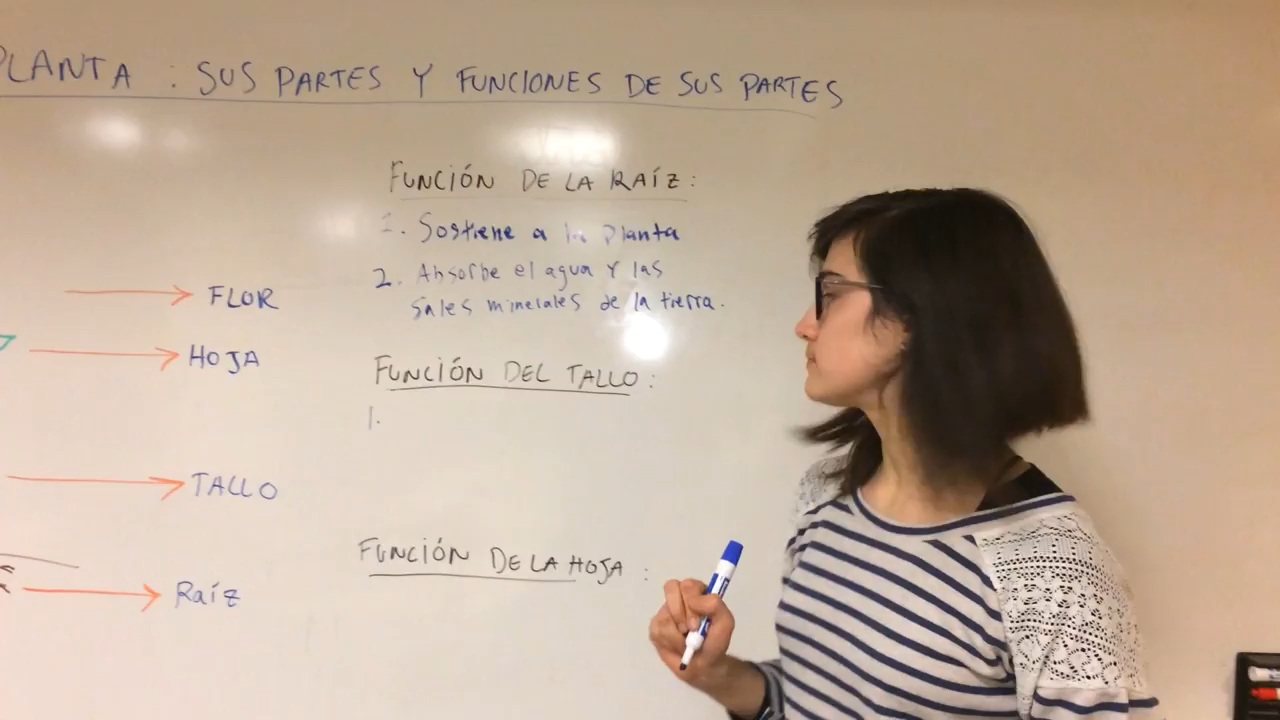 PLANTA : SUS PARTES Y FUNCIONES DE SUS PARTES
FUNCIÓN DE LA RAÍZ:
1. Sostiene a la planta
2. Absorbe el agua Y las
sales minerales de la tierra.
FLOR
HOJA
FUNCIÓN DEL TALLO:
1.
TALLO
FUNCIÓN DE LA HOJA :
Raíz